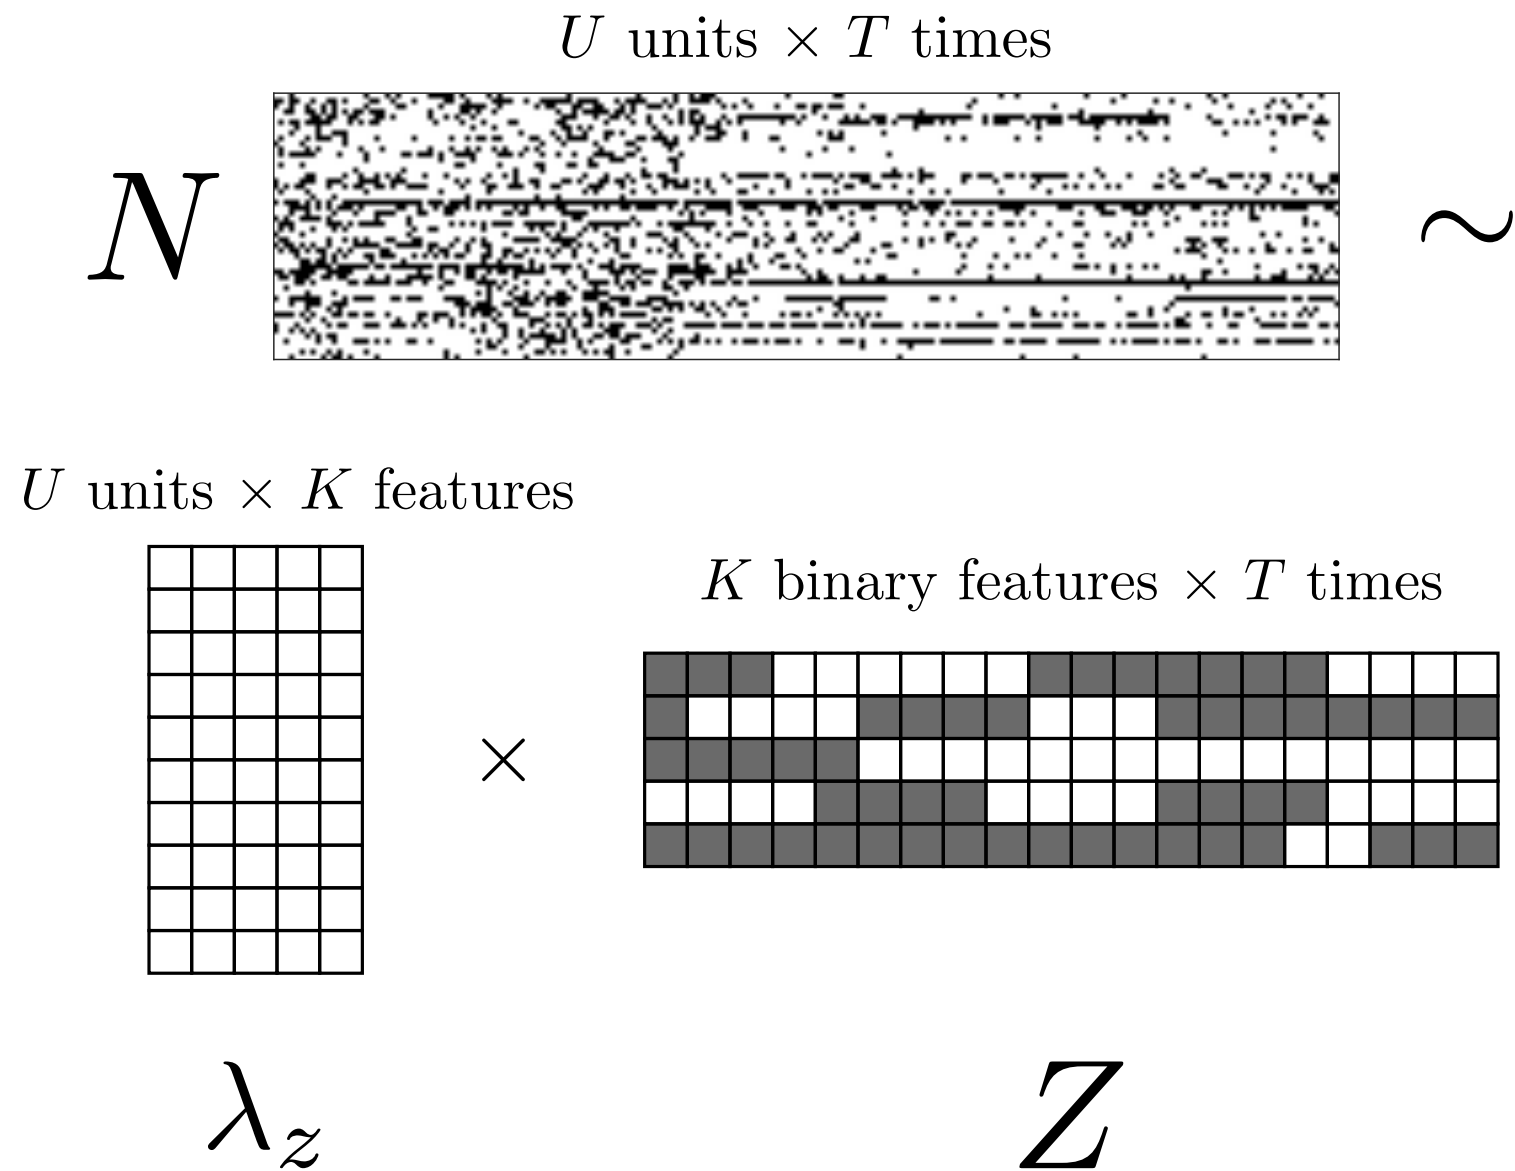 U units × T times
N ∼
U units × K features
K binary features × T times
×
λ_z Z